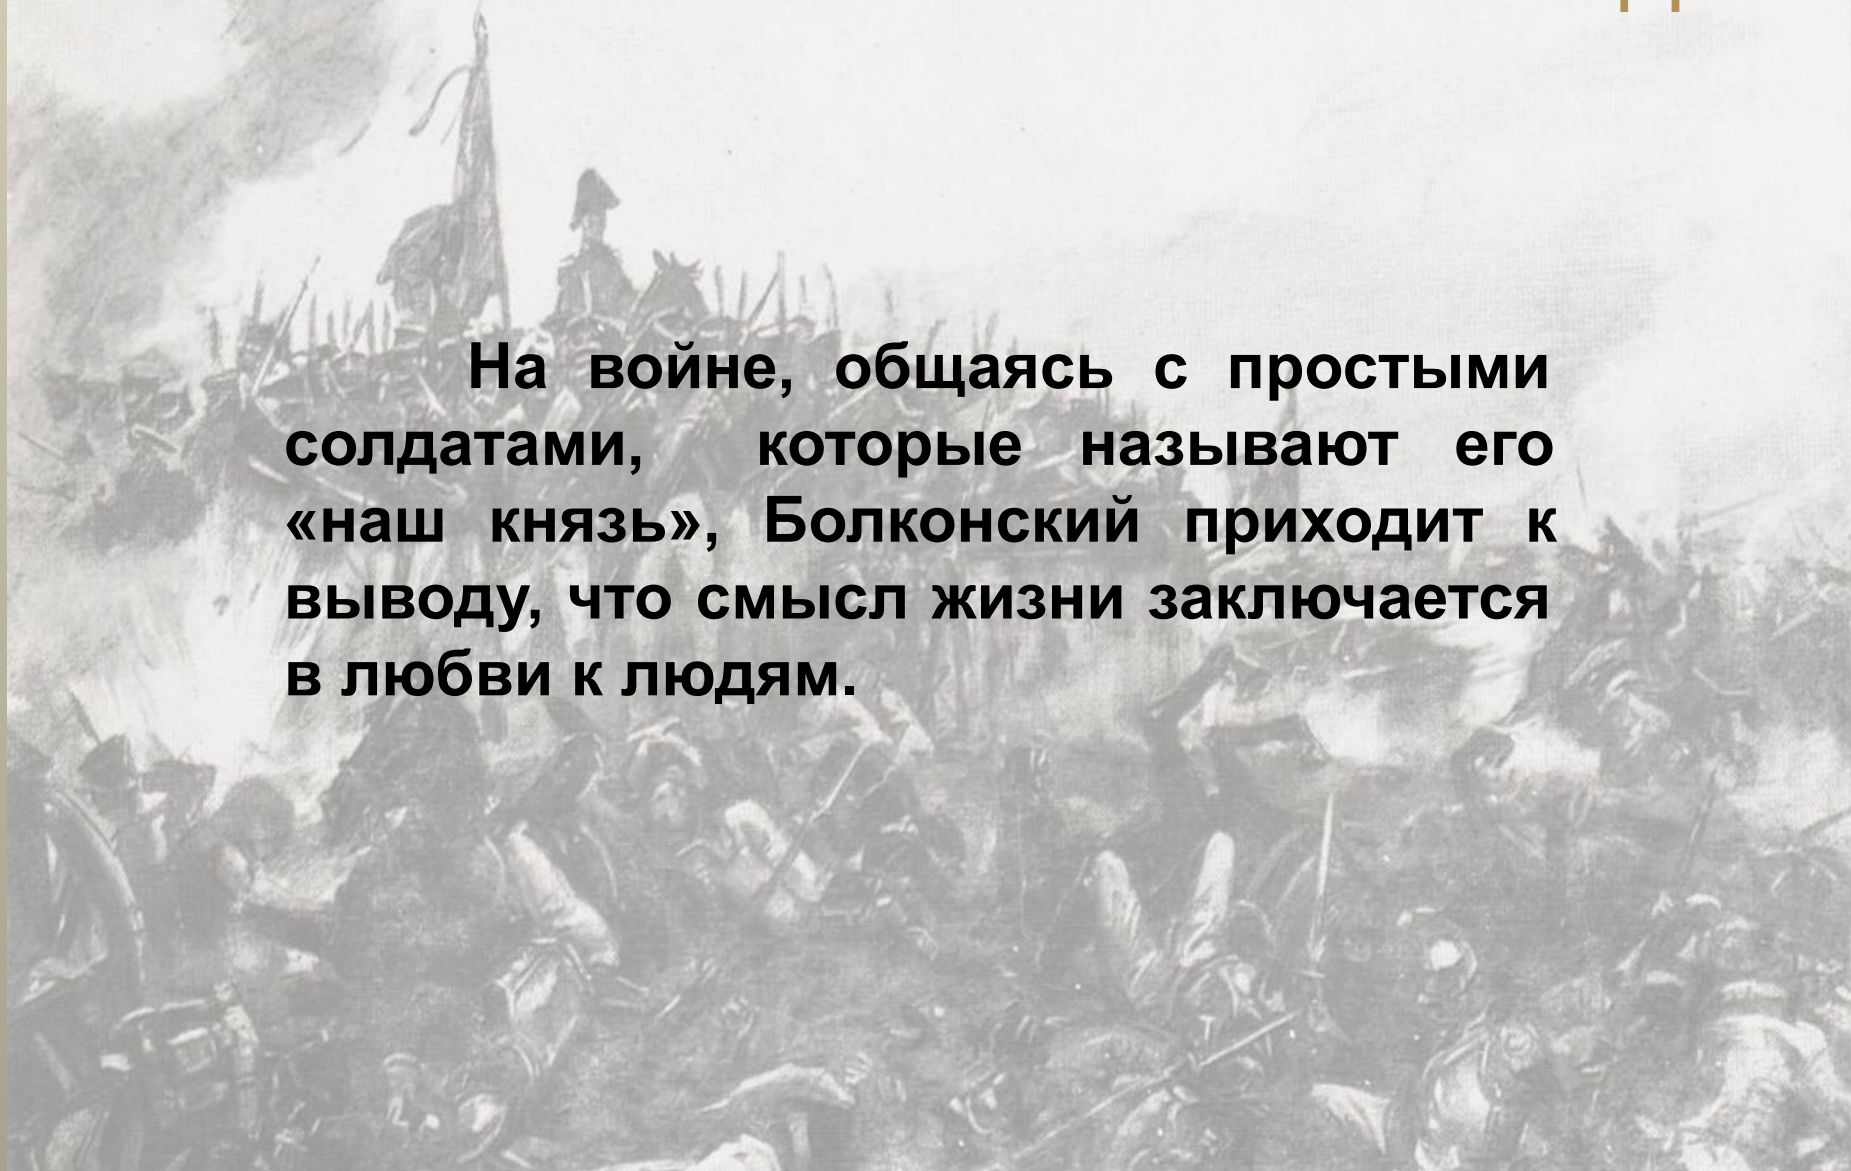 На войне, общаясь с простыми
солдатами, которые называют его
«наш князь», Болконский приходит к
выводу, что смысл жизни заключается
в любви к людям.